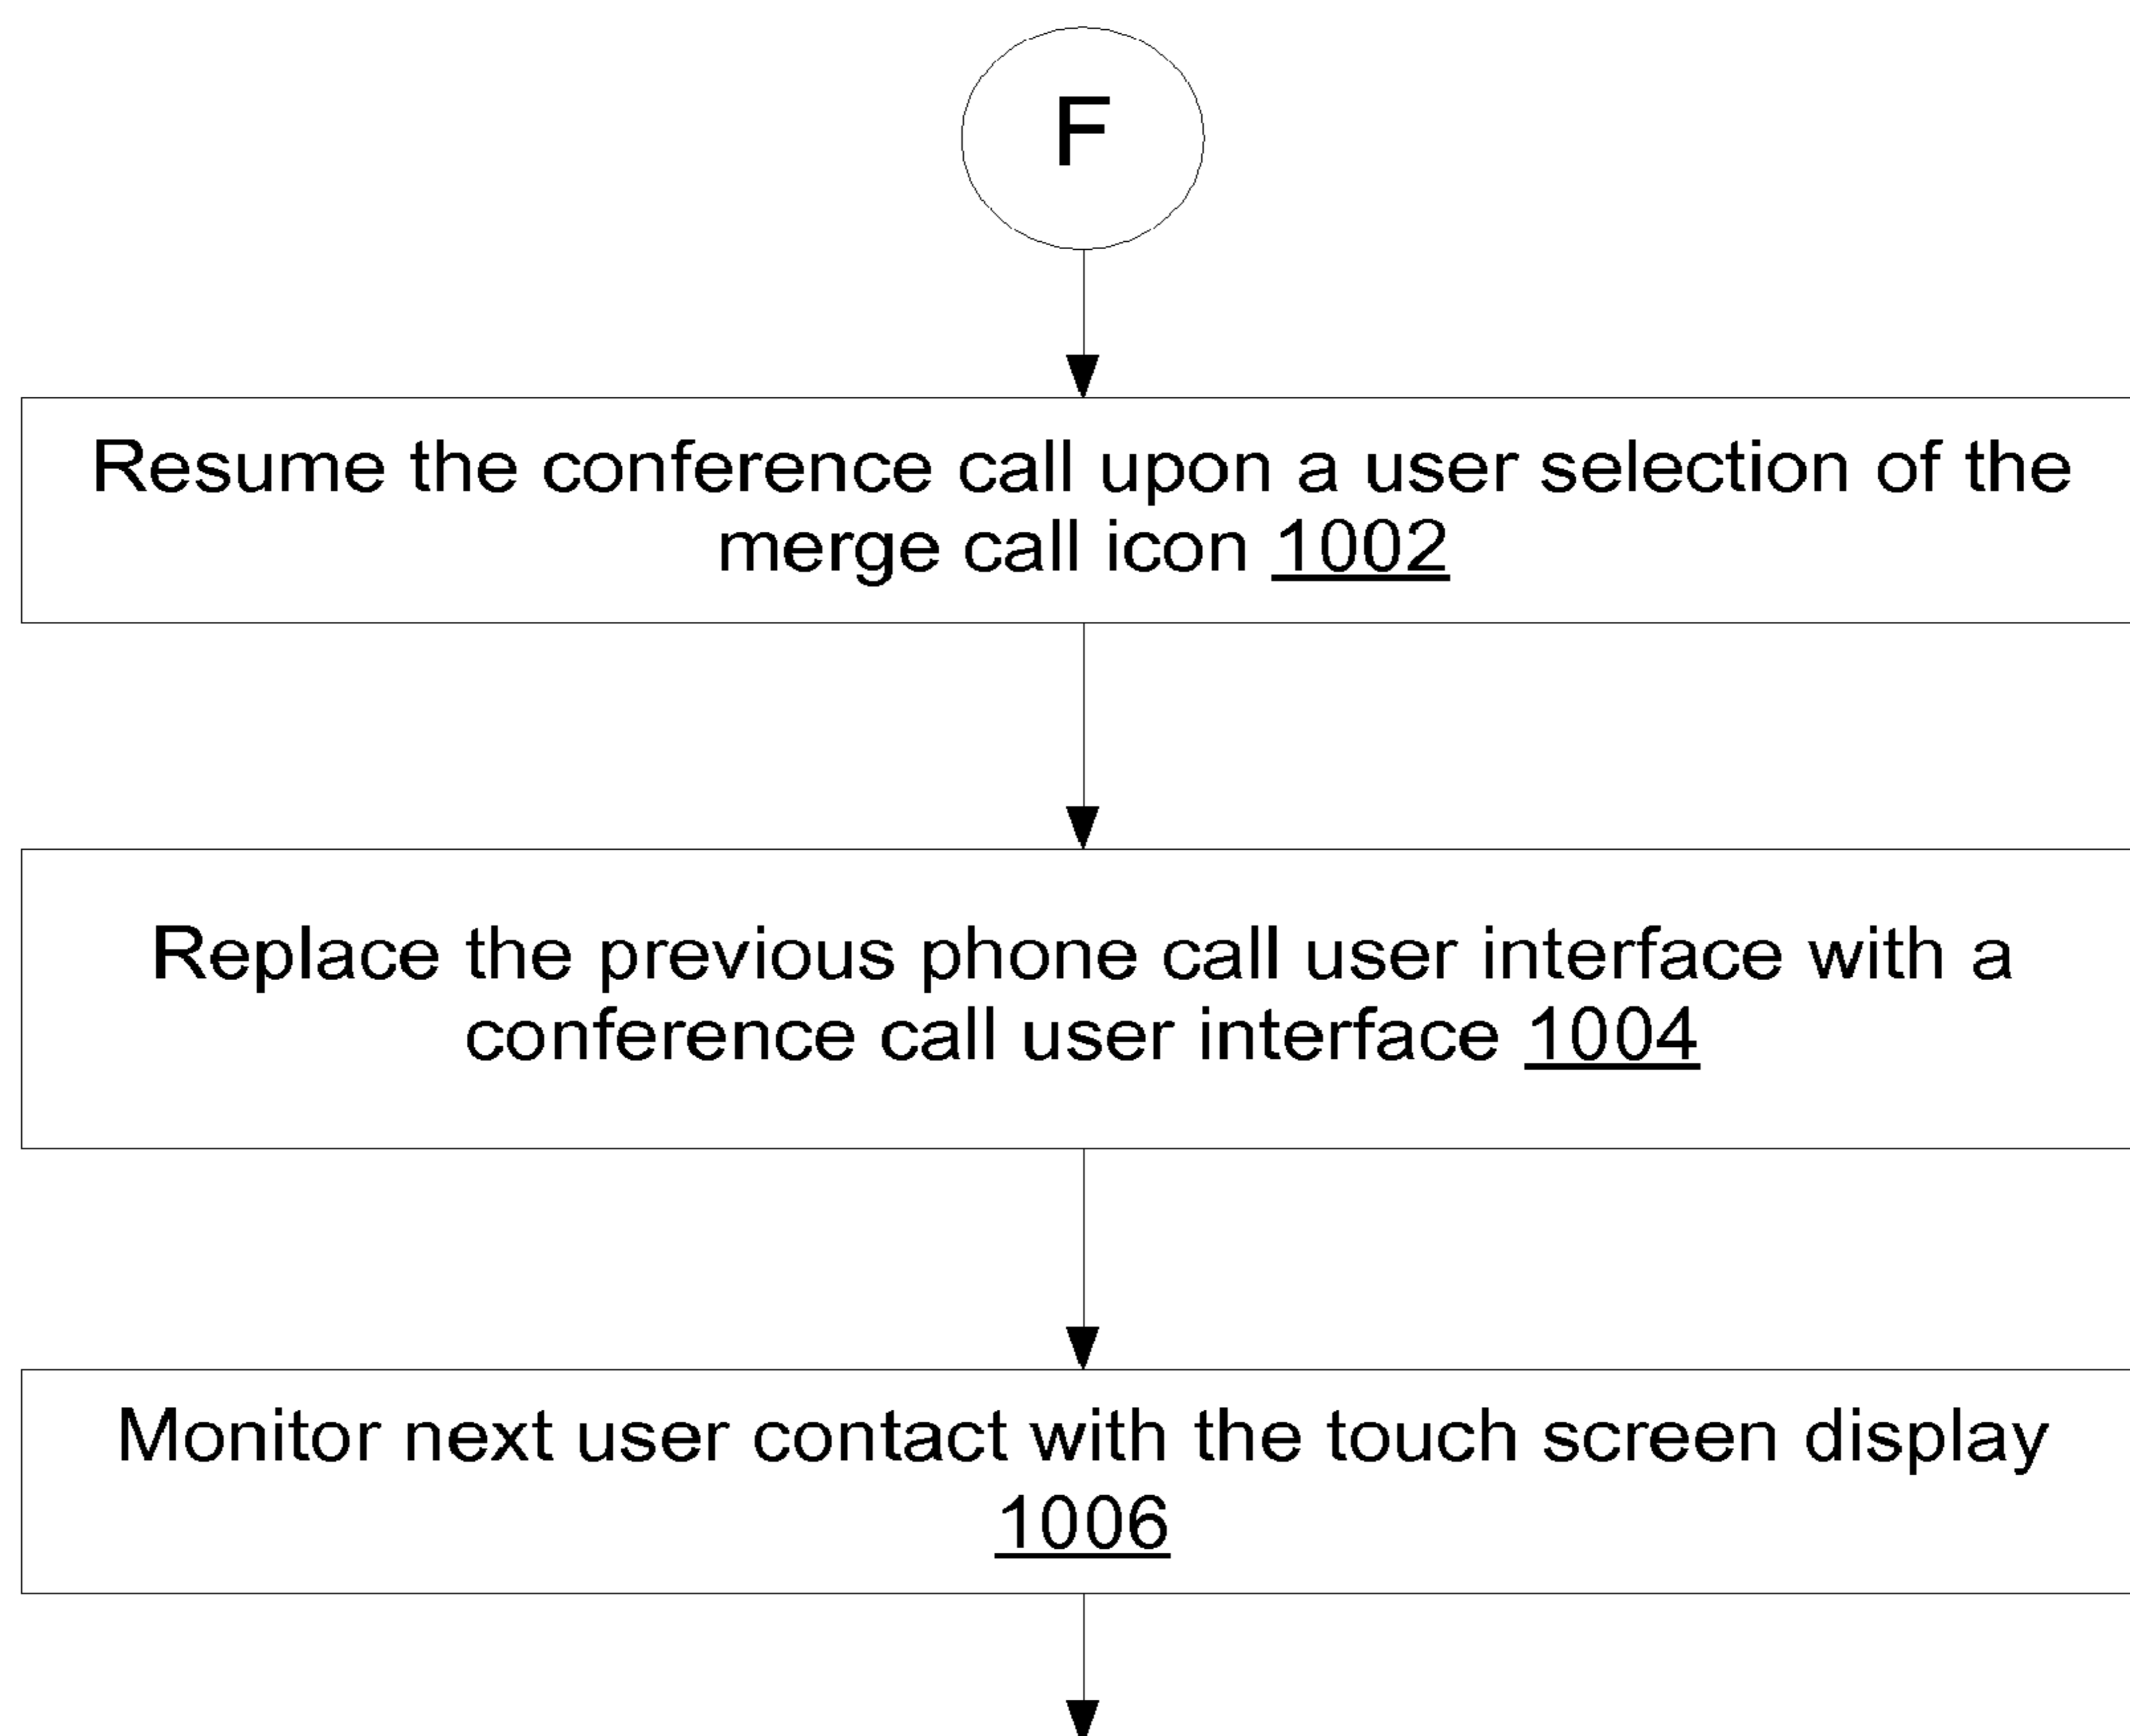 F
Resume the conference call upon a user selection of the
merge call icon 1002
Replace the previous phone call user interface with a
conference call user interface 1004
Monitor next user contact with the touch screen display
1006